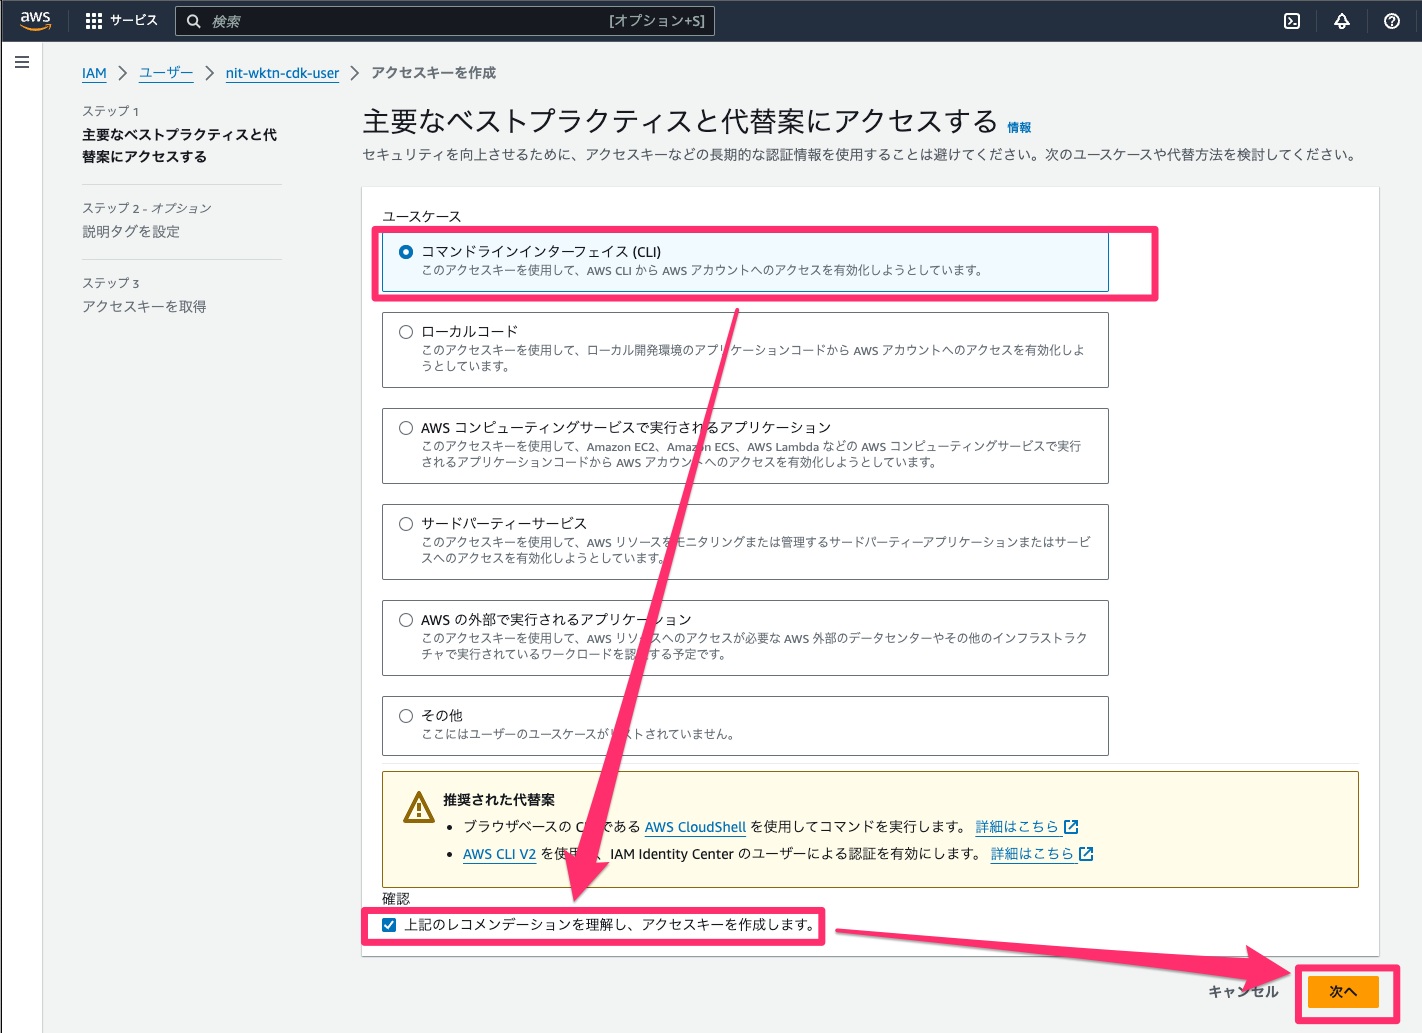 aws
サービス
検索
[オプション+S]
IAM
ユーザー
nit-wktn-cdk-user
アクセスキーを作成
ステップ 1
主要なベストプラクティスと代
替案にアクセスする
ステップ 2 - オプション
説明タグを設定
ステップ 3
アクセスキーを取得
主要なベストプラクティスと代替案にアクセスする 情報
セキュリティを向上させるために、アクセスキーなどの長期的な認証情報を使用することは避けてください。次のユースケースや代替方法を検討してください。
ユースケース
コマンドラインインターフェイス (CLI)
このアクセスキーを使用して、AWS CLI から AWS アカウントへのアクセスを有効化しようとしています。
ローカルコード
このアクセスキーを使用して、ローカル開発環境のアプリケーションコードから AWS アカウントへのアクセスを有効化しよ
うとしています。
AWS コンピューティングサービスで実行されるアプリケーション
このアクセスキーを使用して、Amazon EC2、Amazon ECS、AWS Lambda などの AWS コンピューティングサービスで実行
されるアプリケーションコードから AWS アカウントへのアクセスを有効化しようとしています。
サードパーティーサービス
このアクセスキーを使用して、AWS リソースをモニタリングまたは管理するサードパーティーアプリケーションまたはサービ
スへのアクセスを有効化しようとしています。
AWS の外部で実行されるアプリケーション
このアクセスキーを使用して、AWS リソースへのアクセスが必要な AWS 外部のデータセンターやその他のインフラストラク
チャで実行されているワークロードを認証する予定です。
その他
ここにはユーザーのユースケースがリストされていません。
推奨された代替案
ブラウザベースの CLI である AWS CloudShell を使用してコマンドを実行します。 詳細はこちら
AWS CLI V2 を使用し、IAM Identity Center のユーザーによる認証を有効にします。 詳細はこちら
確認
上記のレコメンデーションを理解し、アクセスキーを作成します。
キャンセル
次へ